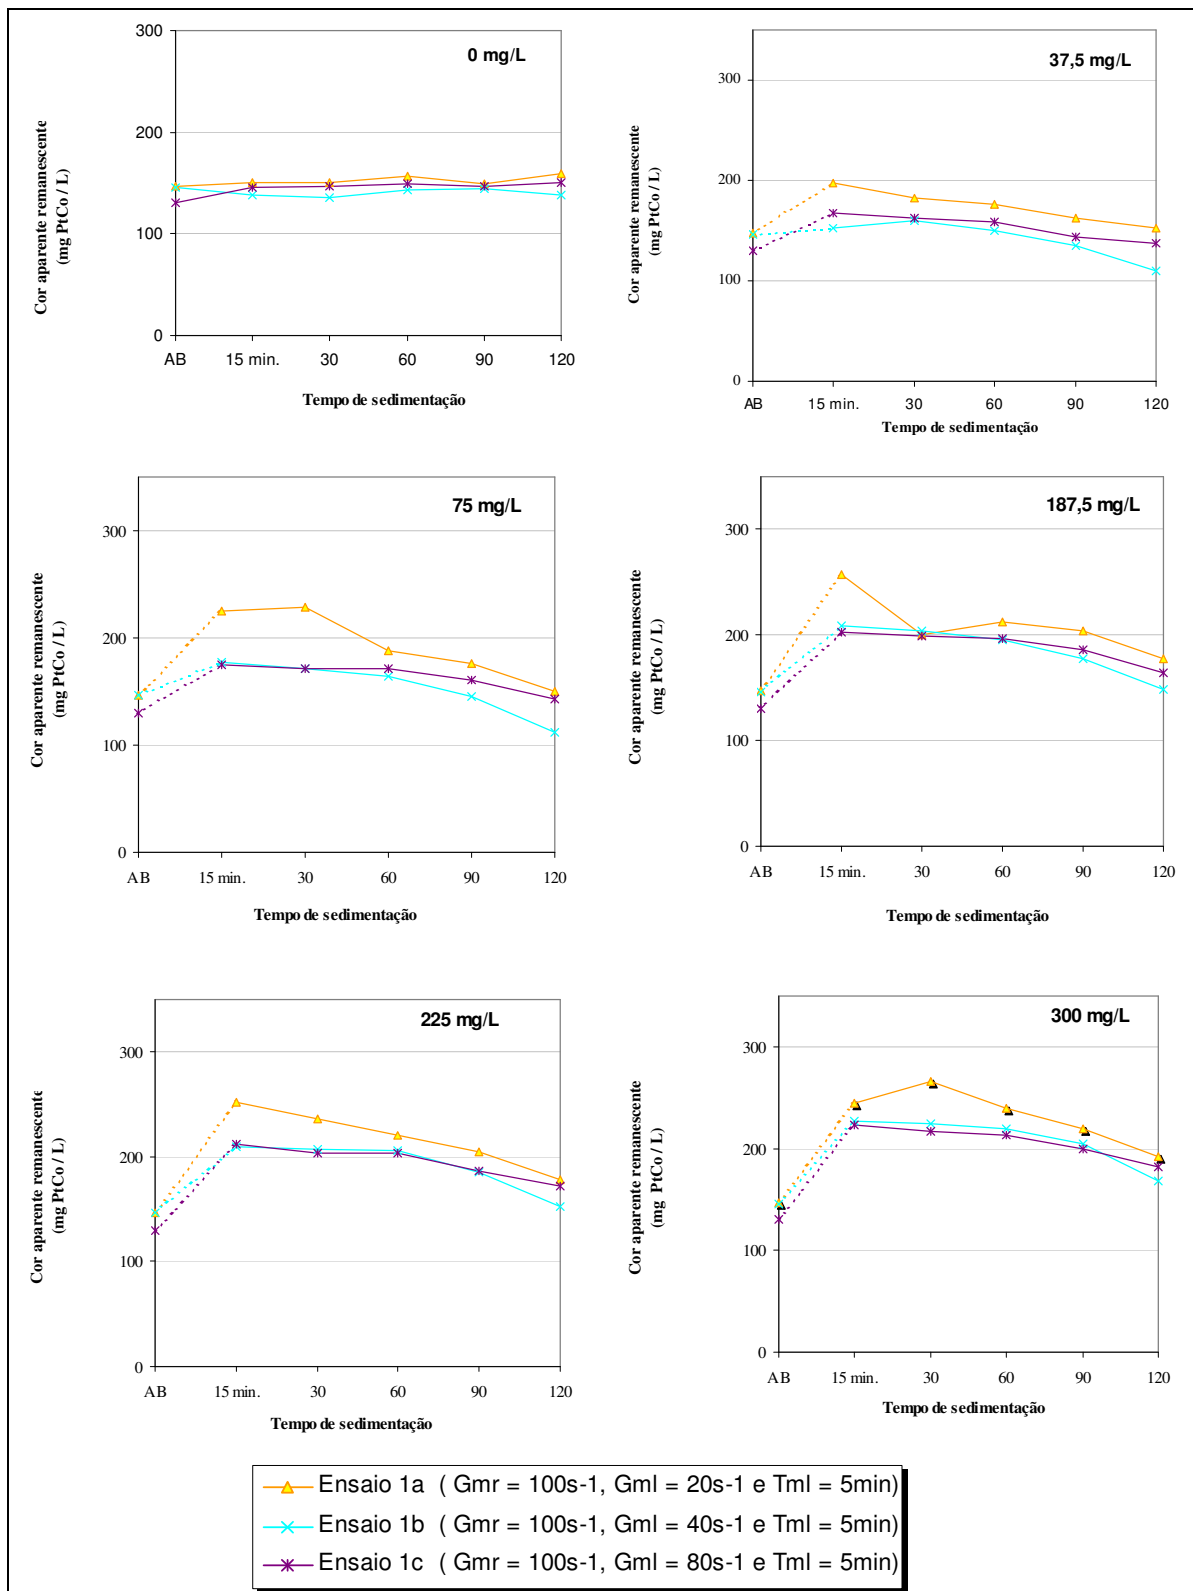 0 mg/L
300
200
100
0
Cor aparente remanescente
(mg PtCo / L)
AB 15 min. 30 60 90 120
Tempo de sedimentação
37,5 mg/L
300
200
100
0
Cor aparente remanescente
(mg PtCo / L)
AB 15 min. 30 60 90 120
Tempo de sedimentação
75 mg/L
300
200
100
0
Cor aparente remanescente
(mg PtCo / L)
AB 15 min. 30 60 90 120
Tempo de sedimentação
187,5 mg/L
300
200
100
0
Cor aparente remanescente
(mg PtCo / L)
AB 15 min. 30 60 90 120
Tempo de sedimentação
225 mg/L
300
200
100
0
Cor aparente remanescente
(mg PtCo / L)
AB 15 min. 30 60 90 120
Tempo de sedimentação
300 mg/L
300
200
100
0
Cor aparente remanescente
(mg PtCo / L)
AB 15 min. 30 60 90 120
Tempo de sedimentação
Ensaio 1a ( Gmr = 100s-1, Gml = 20s-1 e Tml = 5min)
Ensaio 1b ( Gmr = 100s-1, Gml = 40s-1 e Tml = 5min)
Ensaio 1c ( Gmr = 100s-1, Gml = 80s-1 e Tml = 5min)